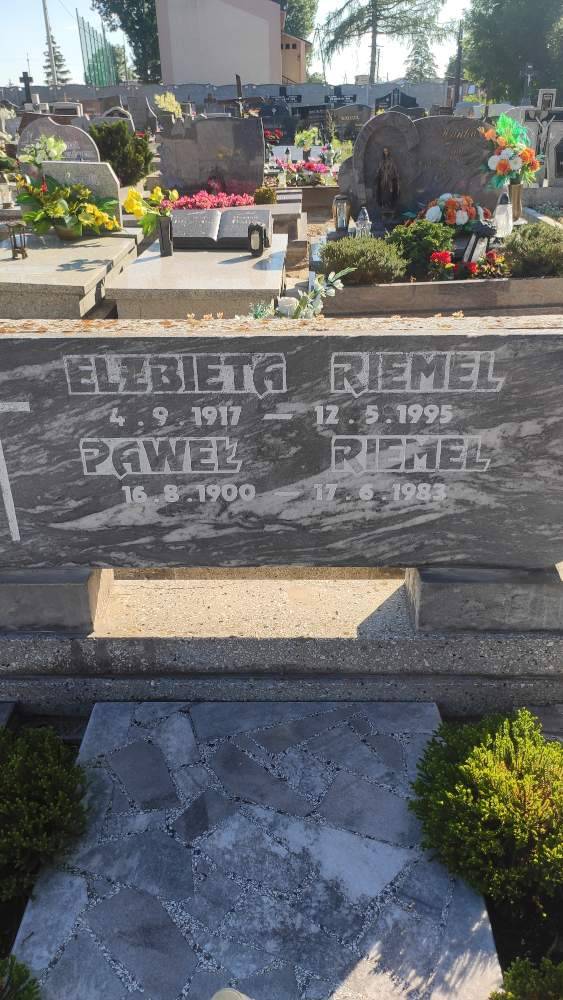 ELŻBIETA RIEMEL
4.9 1917 — 12.5.1995
PAWEŁ RIEMEL
16.8.1900 — 17.6.1983